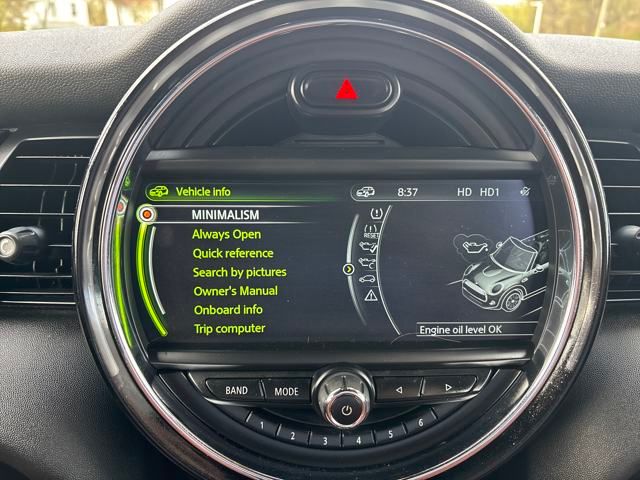 Vehicle info
8:37 HD HD1
MINIMALISM
Always Open
Quick reference
RESET
Search by pictures
Owner's Manual
Onboard info
Trip computer
Engine oil level OK
BAND MODE
1 2 3 4 5 6